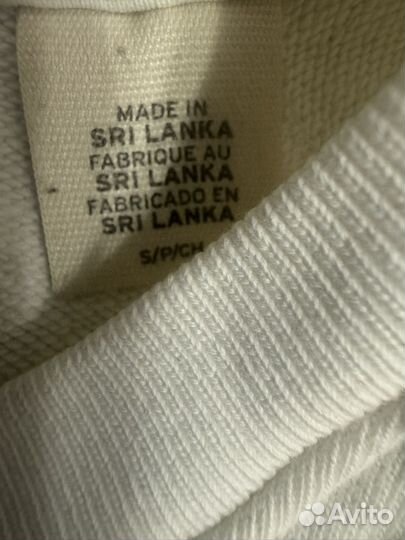 MADE IN
SRI LANKA
FABRIQUE AU
SRI LANKA
FABRICADO EN
SRI LANKA
S/P/CH
Avito